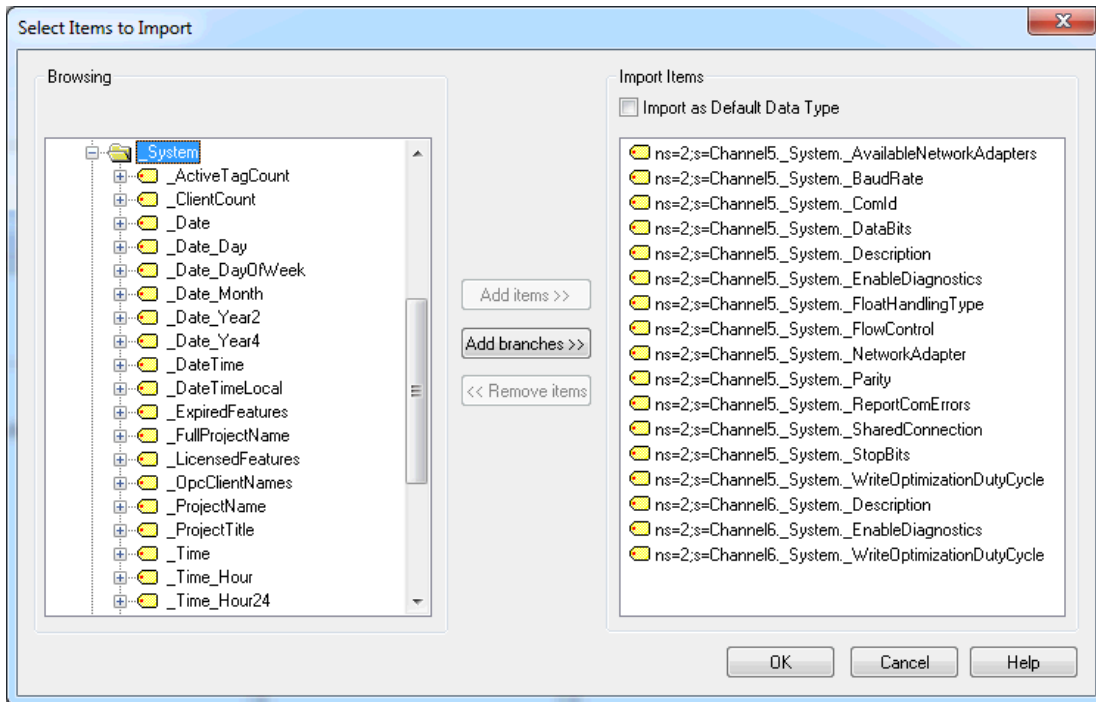 Select Items to Import
Browsing
_System
_ActiveTagCount
_ClientCount
_Date
_Date_Day
_Date_DayOfWeek
_Date_Month
_Date_Year2
_Date_Year4
_DateTime
_DateTimeLocal
_ExpiredFeatures
_FullProjectName
_LicensedFeatures
_OpcClientNames
_ProjectName
_ProjectTitle
_Time
_Time_Hour
_Time_Hour24
Add items >>
Add branches >>
<< Remove items
Import Items
Import as Default Data Type
ns=2;s=Channel5._System._AvailableNetworkAdapters
ns=2;s=Channel5._System._BaudRate
ns=2;s=Channel5._System._ComId
ns=2;s=Channel5._System._DataBits
ns=2;s=Channel5._System._Description
ns=2;s=Channel5._System._EnableDiagnostics
ns=2;s=Channel5._System._FloatHandlingType
ns=2;s=Channel5._System._FlowControl
ns=2;s=Channel5._System._NetworkAdapter
ns=2;s=Channel5._System._Parity
ns=2;s=Channel5._System._ReportComErrors
ns=2;s=Channel5._System._SharedConnection
ns=2;s=Channel5._System._StopBits
ns=2;s=Channel5._System._WriteOptimizationDutyCycle
ns=2;s=Channel6._System._Description
ns=2;s=Channel6._System._EnableDiagnostics
ns=2;s=Channel6._System._WriteOptimizationDutyCycle
OK
Cancel
Help